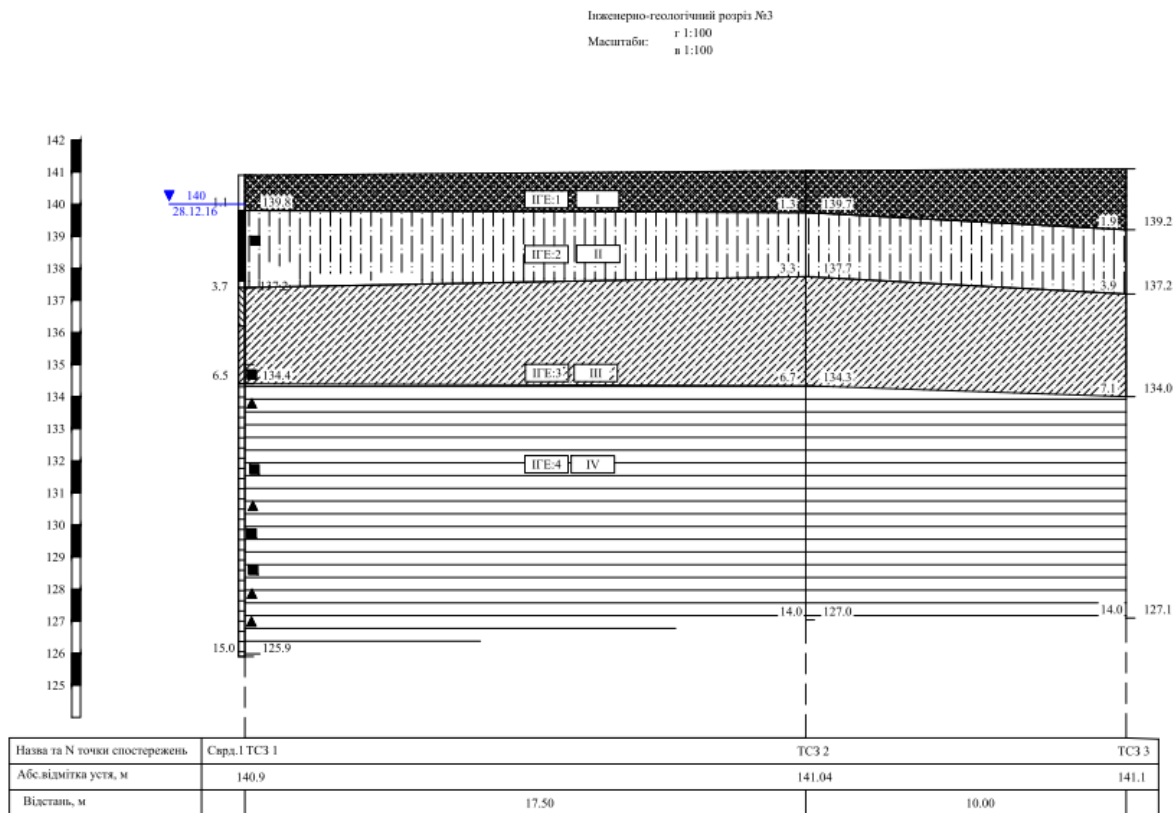 Інженерно-геологічний розріз №3
Масштаби:
г 1:100
в 1:100
142
141
140
139
138
137
136
135
134
133
132
131
130
129
128
127
126
125
140
28.12.16
1.1 139.8
ІГЕ:1 I
1.3 139.7
1.9 139.2
ІГЕ:2 II
3.7 137.2
3.3 137.7
3.9 137.2
6.5 134.4
ІГЕ:3 III
6.7 134.3
7.1 134.0
ІГЕ:4 IV
14.0 127.0
14.0 127.1
15.0 125.9
Назва та N точки спостережень Сврд.1 ТСЗ 1 ТСЗ 2 ТСЗ 3
Абс.відмітка устя, м 140.9 141.04 141.1
Відстань, м 17.50 10.00